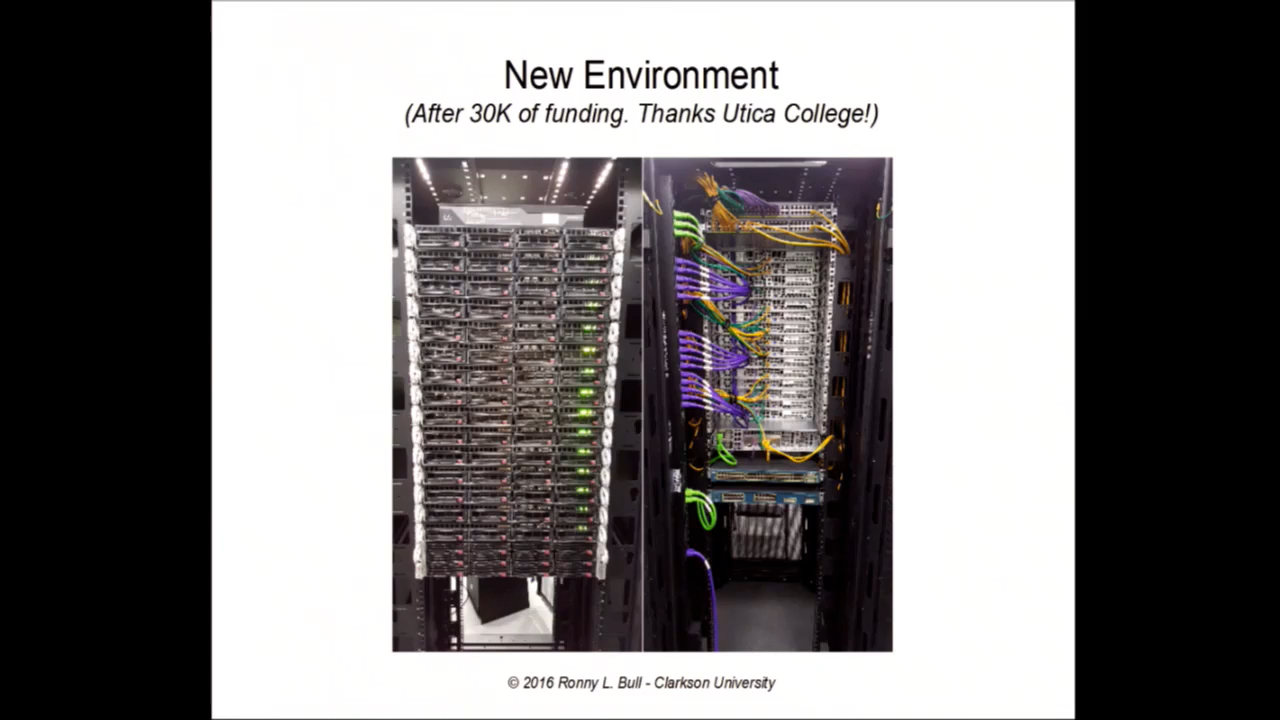 New Environment
(After 30K of funding. Thanks Utica College!)
© 2016 Ronny L. Bull - Clarkson University